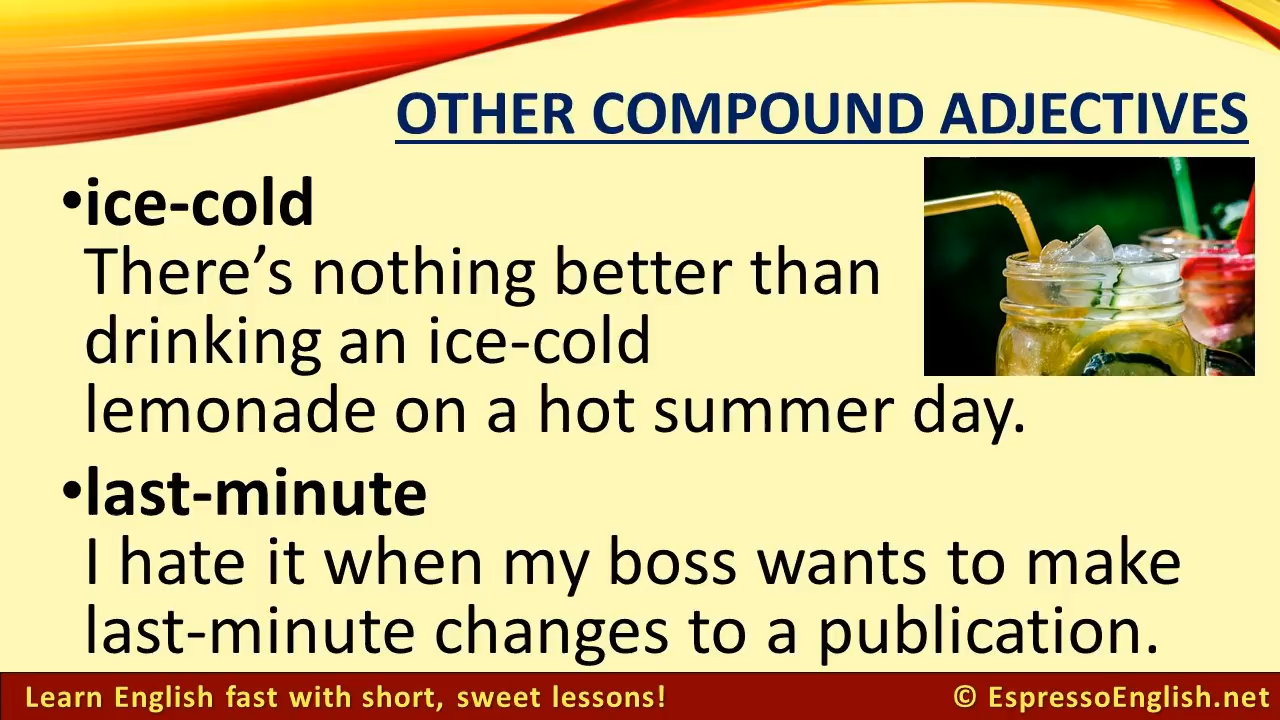 OTHER COMPOUND ADJECTIVES
•ice-cold
There’s nothing better than
drinking an ice-cold
lemonade on a hot summer day.
•last-minute
I hate it when my boss wants to make
last-minute changes to a publication.
Learn English fast with short, sweet lessons!
© EspressoEnglish.net